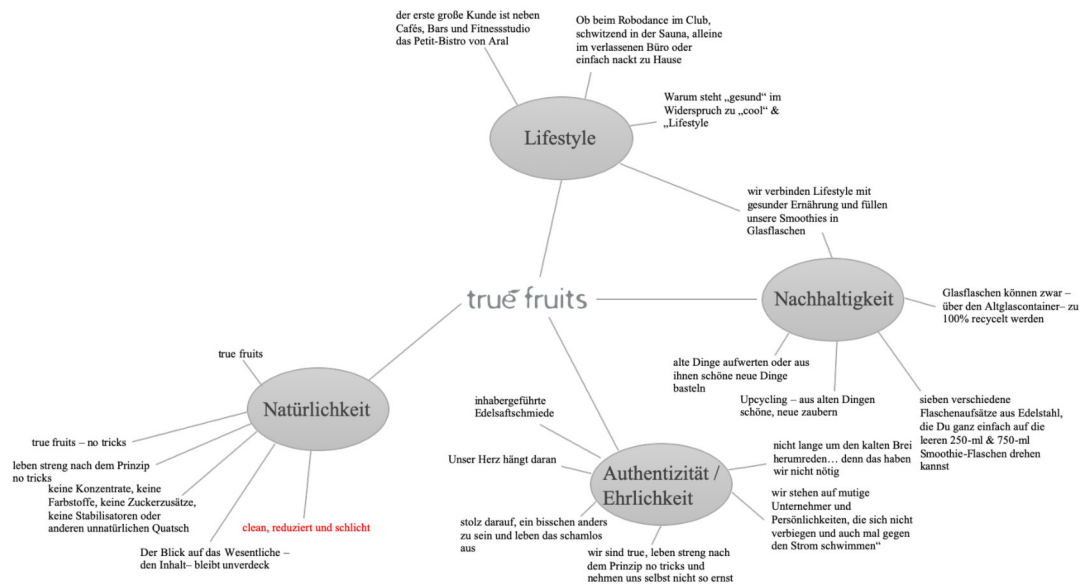 der erste große Kunde ist neben
Cafés, Bars und Fitnessstudio
das Petit-Bistro von Aral
Ob beim Robodance im Club,
schwitzend in der Sauna, alleine
im verlassenen Büro oder
einfach nackt zu Hause
Warum steht „gesund“ im
Widerspruch zu „cool“ &
„Lifestyle
Lifestyle
wir verbinden Lifestyle mit
gesunder Ernährung und füllen
unsere Smoothies in
Glasflaschen
true fruits
Nachhaltigkeit
Glasflaschen können zwar –
über den Altglascontainer– zu
100% recycelt werden
alte Dinge aufwerten oder aus
ihnen schöne neue Dinge
basteln
Upcycling – aus alten Dingen
schöne, neue zaubern
sieben verschiedene
Flaschenaufsätze aus Edelstahl,
die Du ganz einfach auf die
leeren 250-ml & 750-ml
Smoothie-Flaschen drehen
kannst
true fruits
Natürlichkeit
true fruits – no tricks
leben streng nach dem Prinzip
no tricks
keine Konzentrate, keine
Farbstoffe, keine Zuckerzusätze,
keine Stabilisatoren oder
anderen unnatürlichen Quatsch
clean, reduziert und schlicht
Der Blick auf das Wesentliche –
den Inhalt– bleibt unverdeck
inhabergeführte
Edelsaftschmiede
Unser Herz hängt daran
Authentizität /
Ehrlichkeit
nicht lange um den kalten Brei
herumreden… denn das haben
wir nicht nötig
wir stehen auf mutige
Unternehmer und
Persönlichkeiten, die sich nicht
verbiegen und auch mal gegen
den Strom schwimmen“
stolz darauf, ein bisschen anders
zu sein und leben das schamlos
aus
wir sind true, leben streng nach
dem Prinzip no tricks und
nehmen uns selbst nicht so ernst